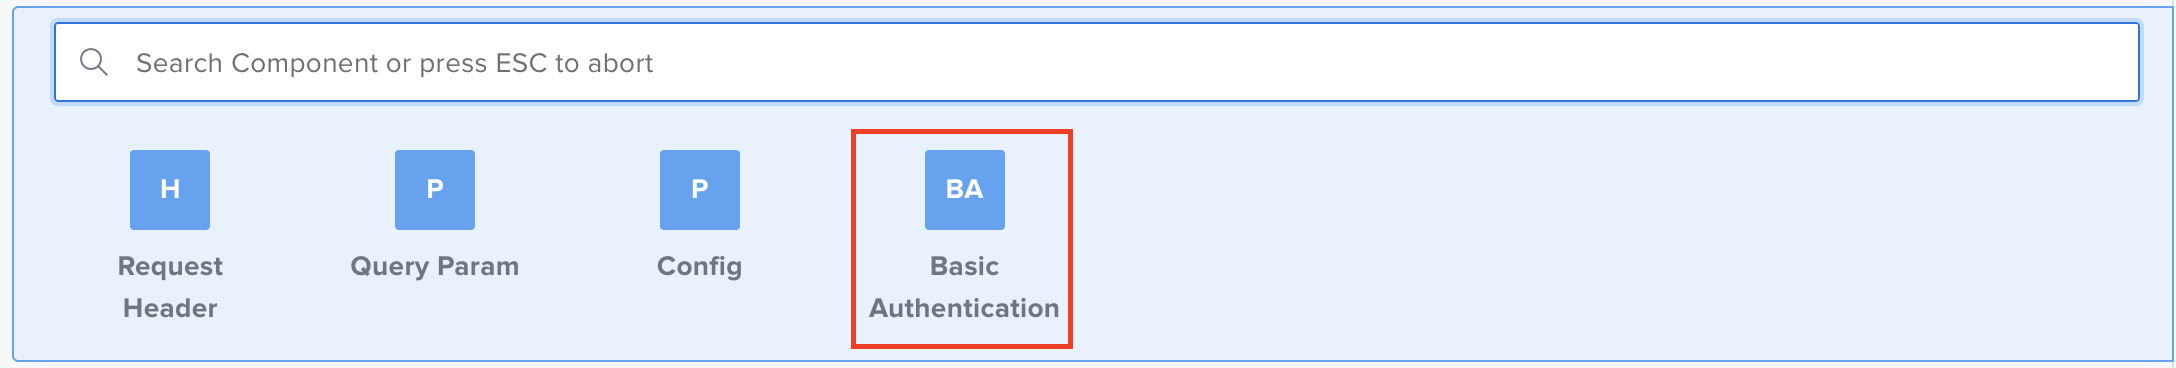 Search Component or press ESC to abort
H
P
P
BA
Request
Header
Query Param
Config
Basic
Authentication